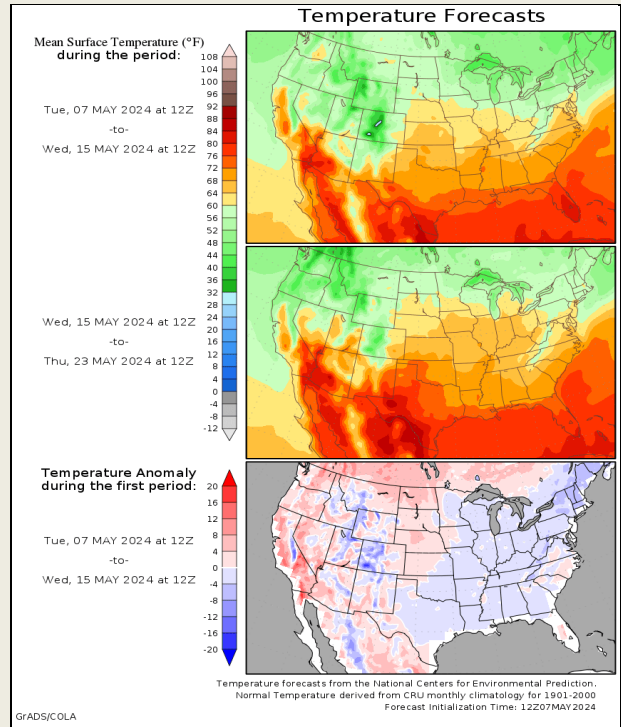 Temperature Forecasts
Mean Surface Temperature (°F)
during the period:
Tue, 07 MAY 2024 at 12Z
-to-
Wed, 15 MAY 2024 at 12Z
108
104
100
96
92
88
84
80
76
72
68
64
60
56
52
48
44
40
36
32
28
24
20
16
12
8
4
0
-4
-8
-12
Wed, 15 MAY 2024 at 12Z
-to-
Thu, 23 MAY 2024 at 12Z
Temperature Anomaly
during the first period:
Tue, 07 MAY 2024 at 12Z
-to-
Wed, 15 MAY 2024 at 12Z
20
16
12
8
4
0
-4
-8
-12
-16
-20
Temperature forecasts from the National Centers for Environmental Prediction.
Normal Temperature derived from CRU monthly climatology for 1901-2000
Forecast Initialization Time: 12Z07MAY2024
GrADS/COLA